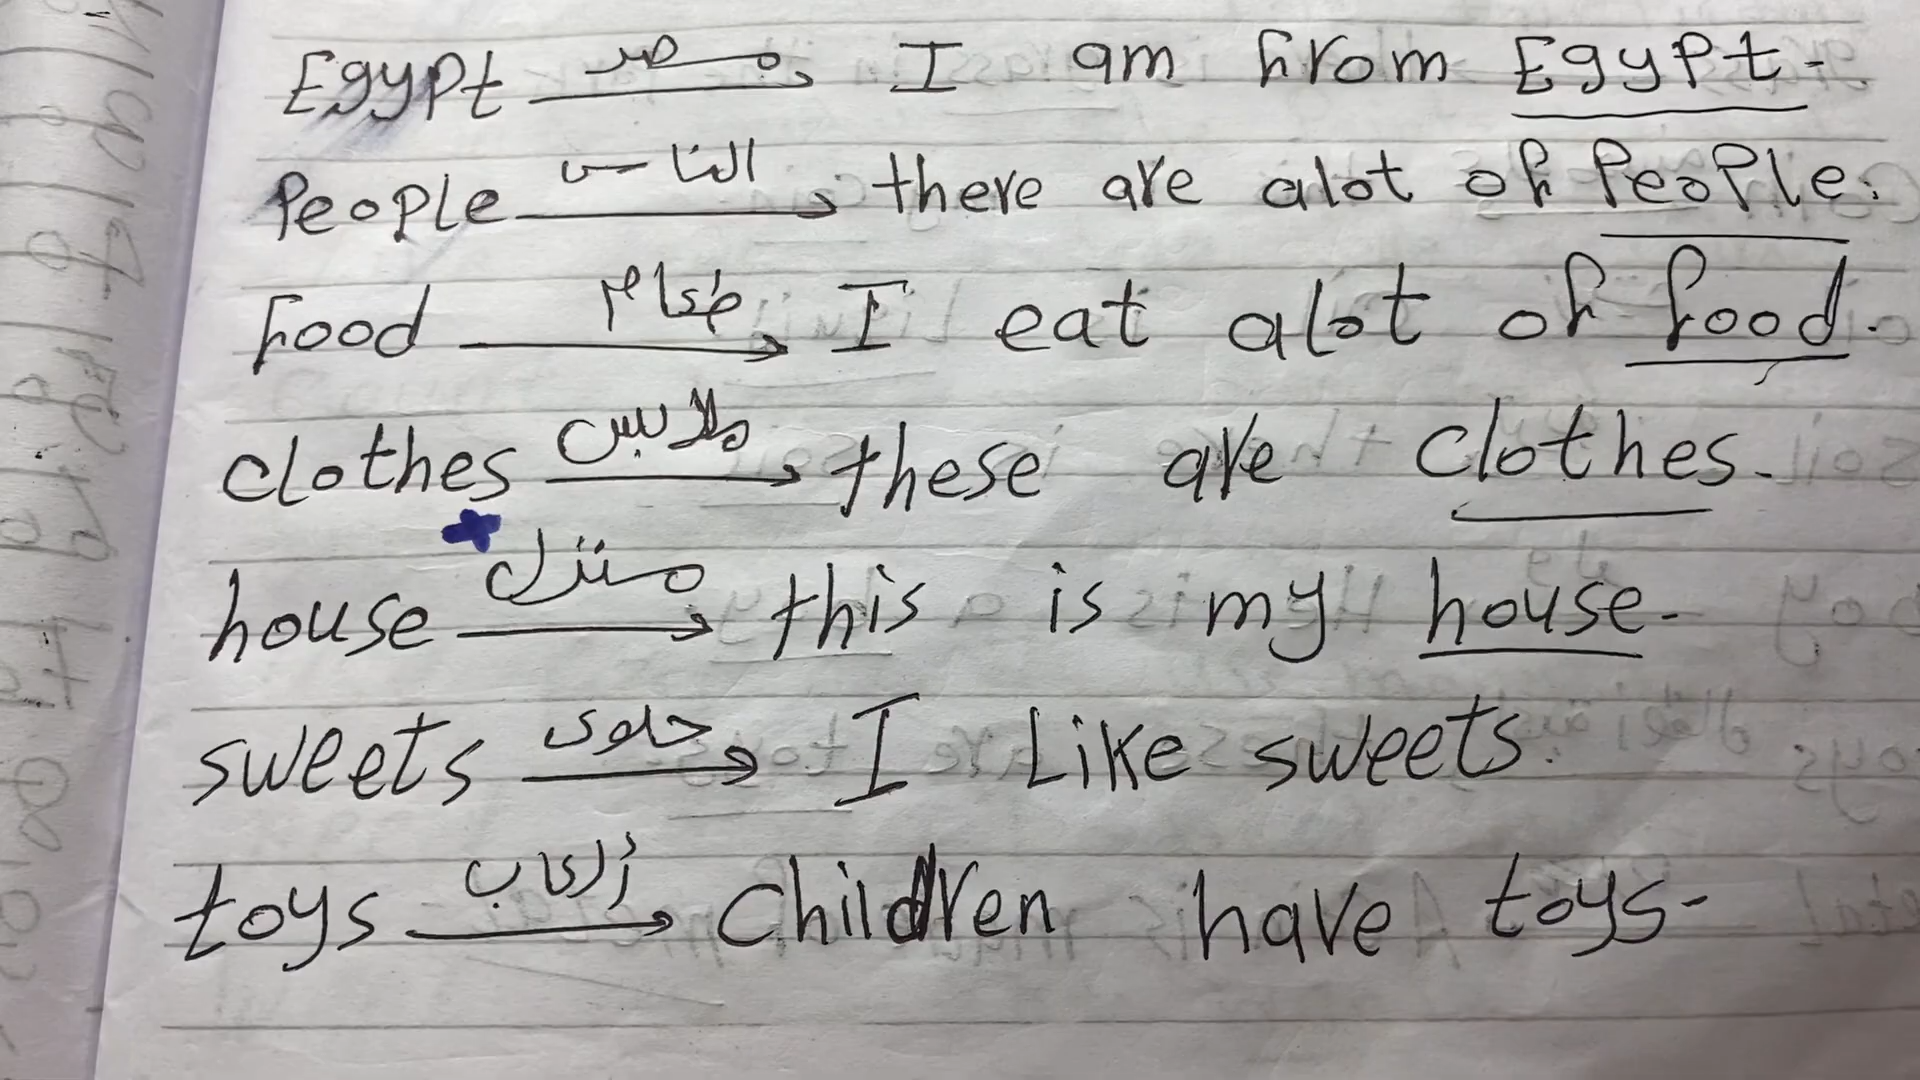 Egypt مصر I am from Egypt.
People الناس there are alot of People.
Food طعام I eat alot of food.
clothes ملابس these are clothes.
house منزل this is my house.
sweets حلوى I Like sweets.
toys ألعاب children have toys.